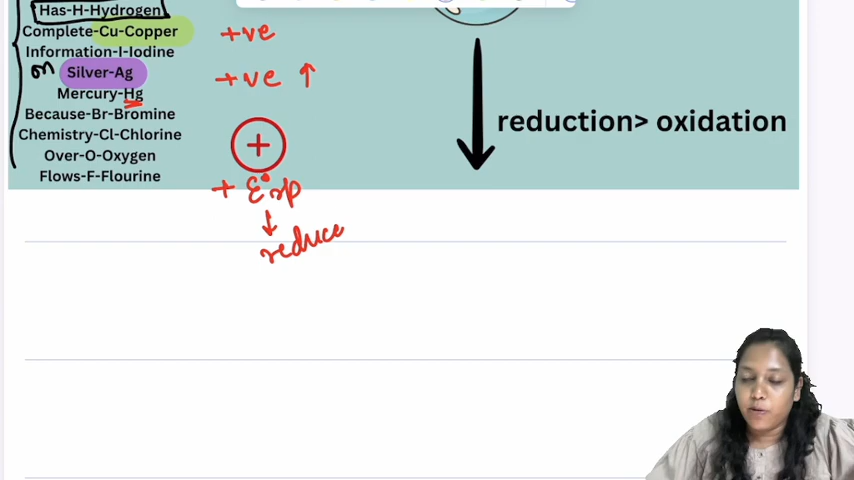 Has-H-Hydrogen
Complete-Cu-Copper +ve
Information-I-Iodine
on Silver-Ag +ve ↑
Mercury-Hg
Because-Br-Bromine
Chemistry-Cl-Chlorine
Over-O-Oxygen
Flows-F-Flourine
+
+ E° rp
↓
reduce
reduction> oxidation